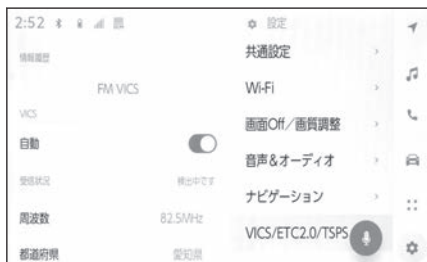 2:52
情報履歴
FM VICS
VICS
自動
受信状況 検出中です
周波数 82.5MHz
都道府県 愛知県
設定
共通設定
Wi-Fi
画面Off/画質調整
音声&オーディオ
ナビゲーション
VICS/ETC2.0/TSPS